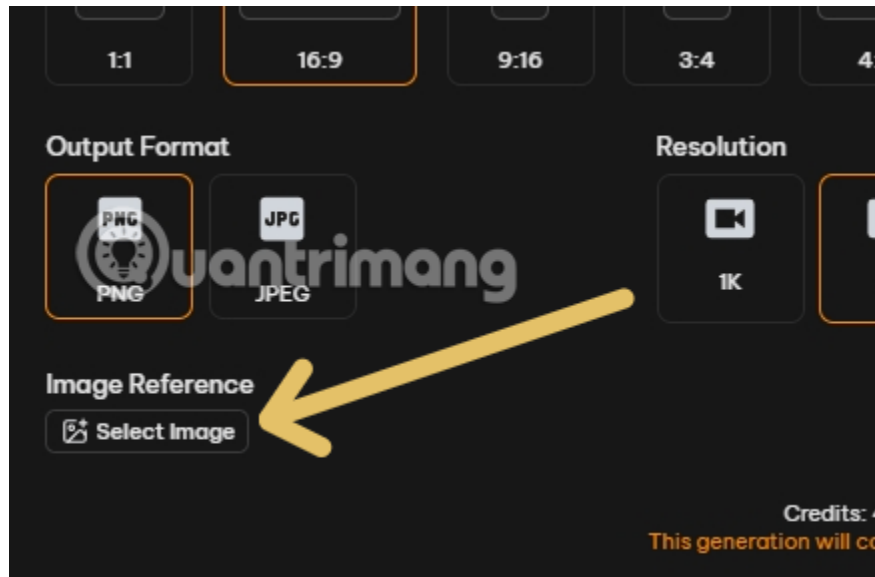 1:1 16:9 9:16 3:4
Output Format Resolution
PNG JPG
Quantrimang
PNG JPEG 1K
Image Reference
Select Image
Credits:
This generation will